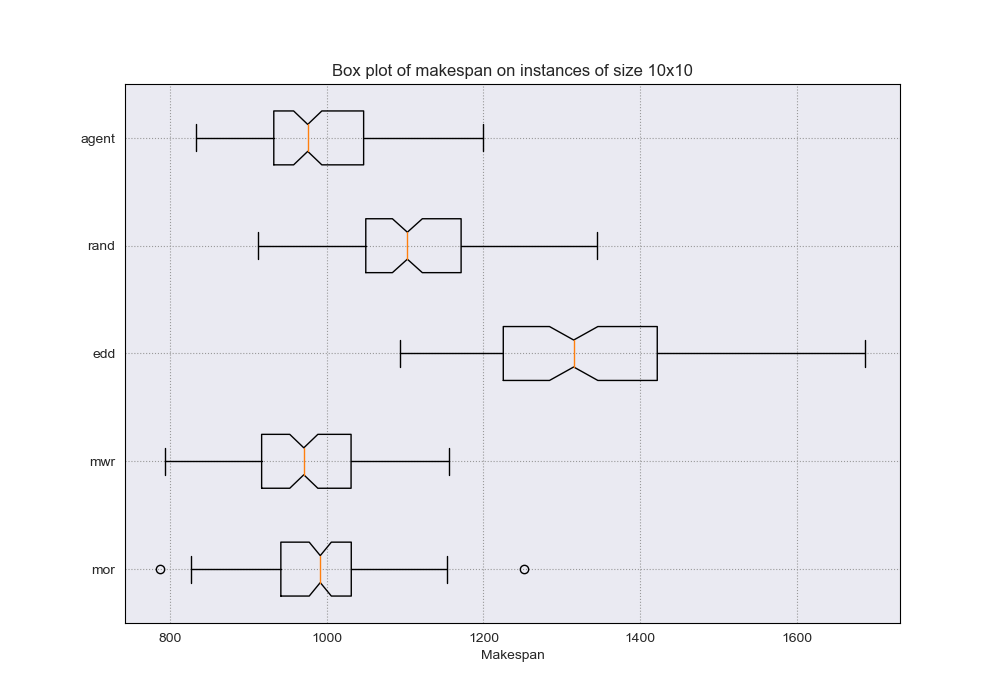 Box plot of makespan on instances of size 10x10
agent
rand
edd
mwr
mor
800 1000 1200 1400 1600
Makespan